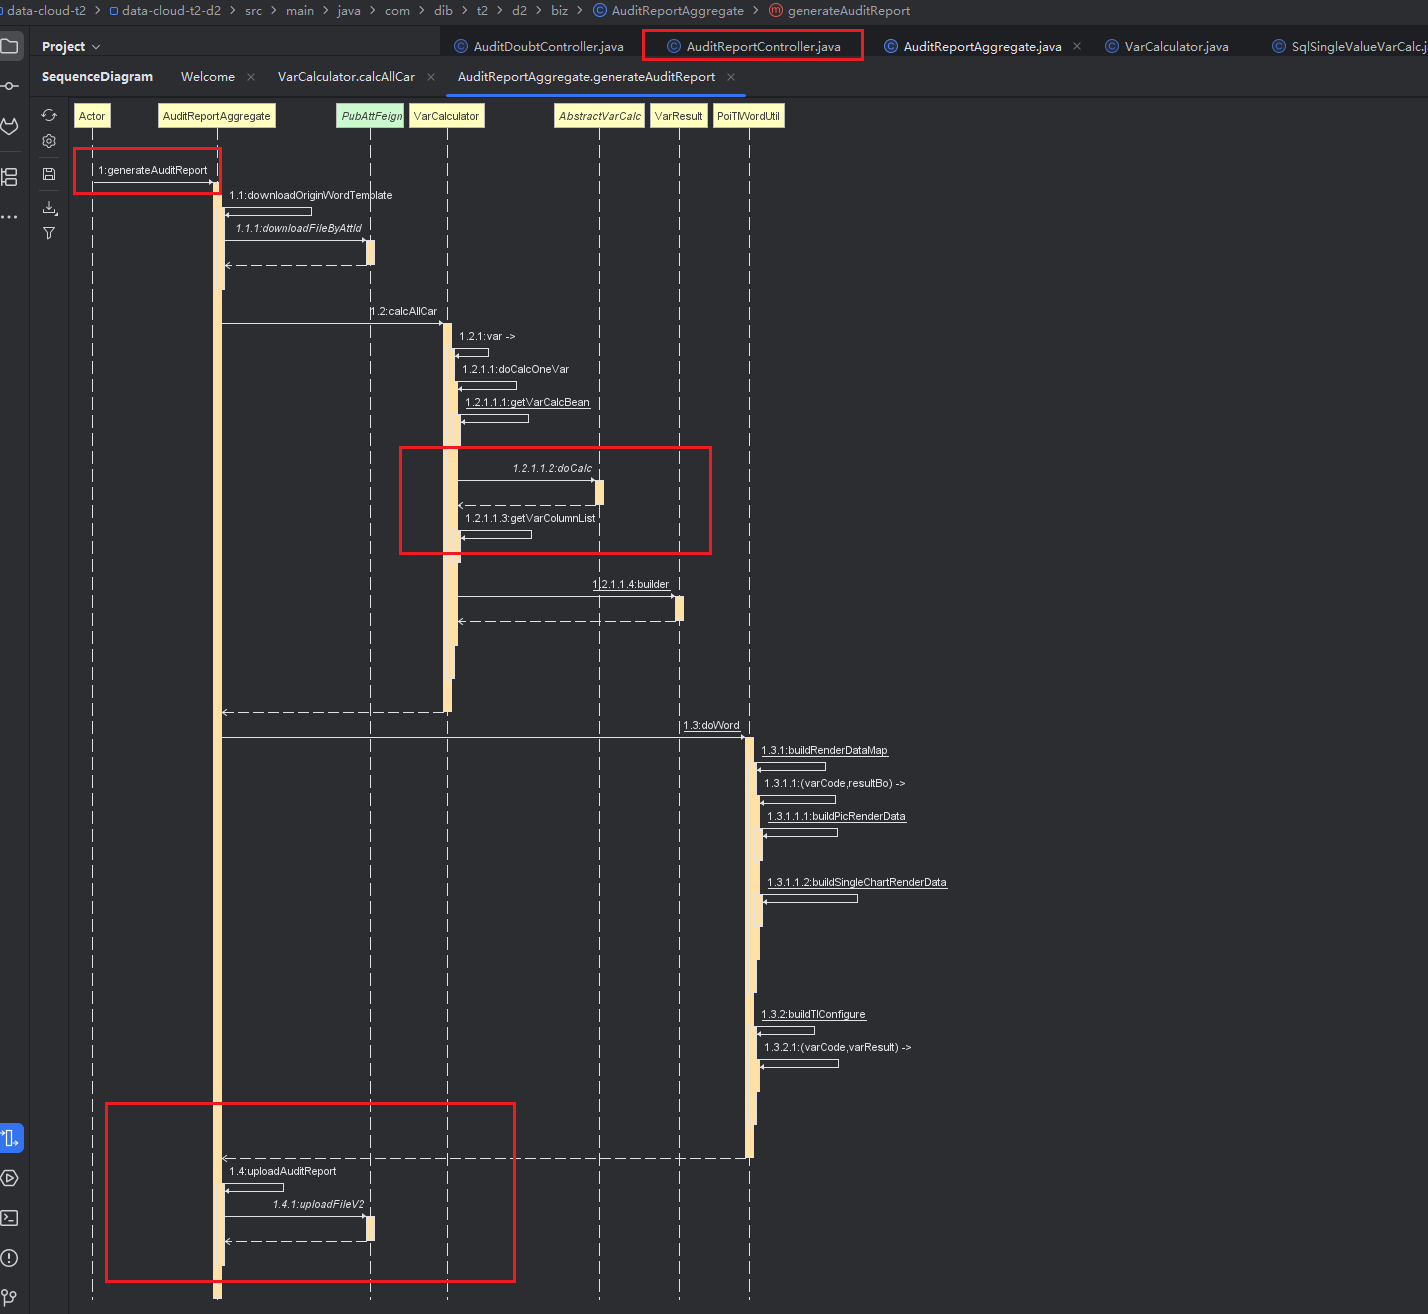 data-cloud-t2 > data-cloud-t2-d2 > src > main > java > com > dib > t2 > d2 > biz > AuditReportAggregate > generateAuditReport
Project
AuditDoubtController.java
AuditReportController.java
AuditReportAggregate.java
VarCalculator.java
SqlSingleValueVarCalc.j
SequenceDiagram
Welcome
VarCalculator.calcAllCar
AuditReportAggregate.generateAuditReport
Actor
AuditReportAggregate
PubAttFeign
VarCalculator
AbstractVarCalc
VarResult
PoiTlWordUtil
1:generateAuditReport
1.1:downloadOriginWordTemplate
1.1.1:downloadFileByAttId
1.2:calcAllCar
1.2.1:var ->
1.2.1.1:doCalcOneVar
1.2.1.1.1:getVarCalcBean
1.2.1.1.2:doCalc
1.2.1.1.3:getVarColumnList
1.2.1.1.4:builder
1.3:doWord
1.3.1:buildRenderDataMap
1.3.1.1:(varCode,resultBo) ->
1.3.1.1.1:buildPicRenderData
1.3.1.1.2:buildSingleChartRenderData
1.3.2:buildTlConfigure
1.3.2.1:(varCode,varResult) ->
1.4:uploadAuditReport
1.4.1:uploadFileV2